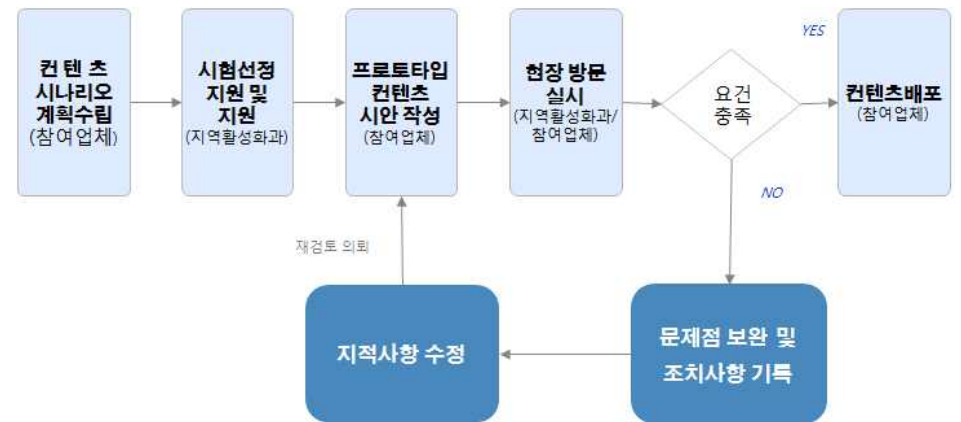 컨 텐 츠
시나리오
계획수립
(참여업체)
시험선정
지원 및
지원
(지역활성화과)
프로토타입
컨텐츠
시안 작성
(참여업체)
현장 방문
실시
(지역활성화과/
참여업체)
요건
충족
YES
컨텐츠배포
(참여업체)
NO
재검토 의뢰
지적사항 수정
문제점 보완 및
조치사항 기록